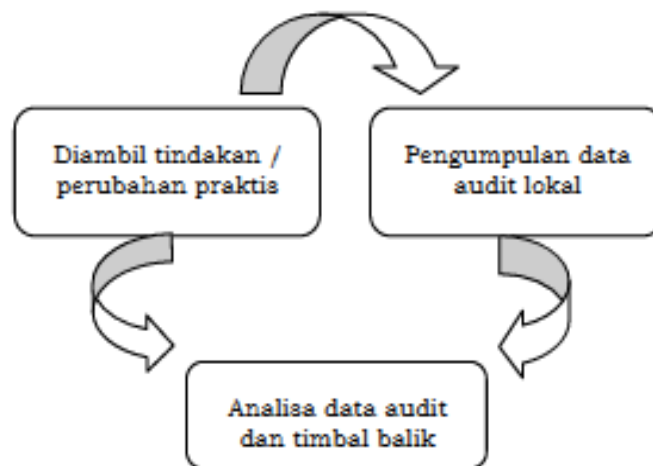 Diambil tindakan /
perubahan praktis
Pengumpulan data
audit lokal
Analisa data audit
dan timbal balik